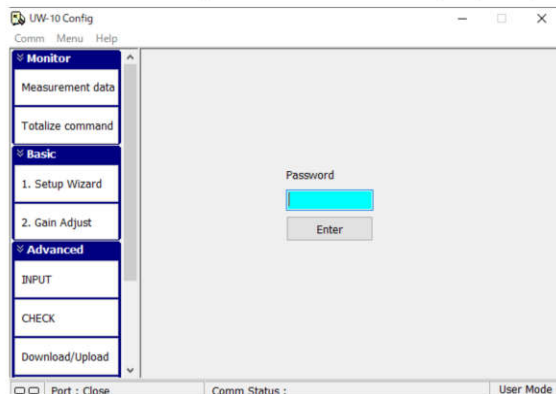 UW-10 Config
Comm Menu Help
Monitor
Measurement data
Totalize command
Basic
1. Setup Wizard
2. Gain Adjust
Advanced
INPUT
CHECK
Download/Upload
Password
Enter
Port : Close Comm Status : User Mode